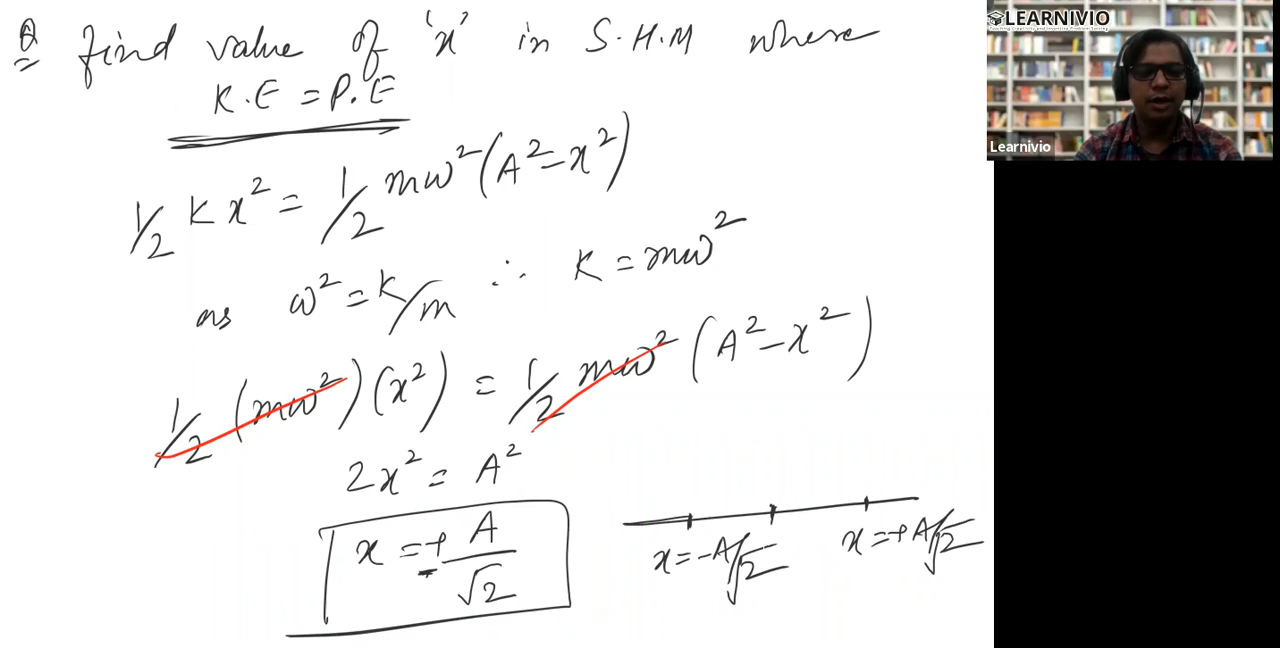 Q find value of 'x' in S.H.M where
K.E = P.E
1/2 K x² = 1/2 mω² (A² - x²)
as ω² = K/m ∴ K = mω²
1/2 (mω²) (x²) = 1/2 mω² (A² - x²)
2x² = A²
x = ± A/√2
x = -A/√2 x = +A/√2
LEARNIVIO
Learnivio